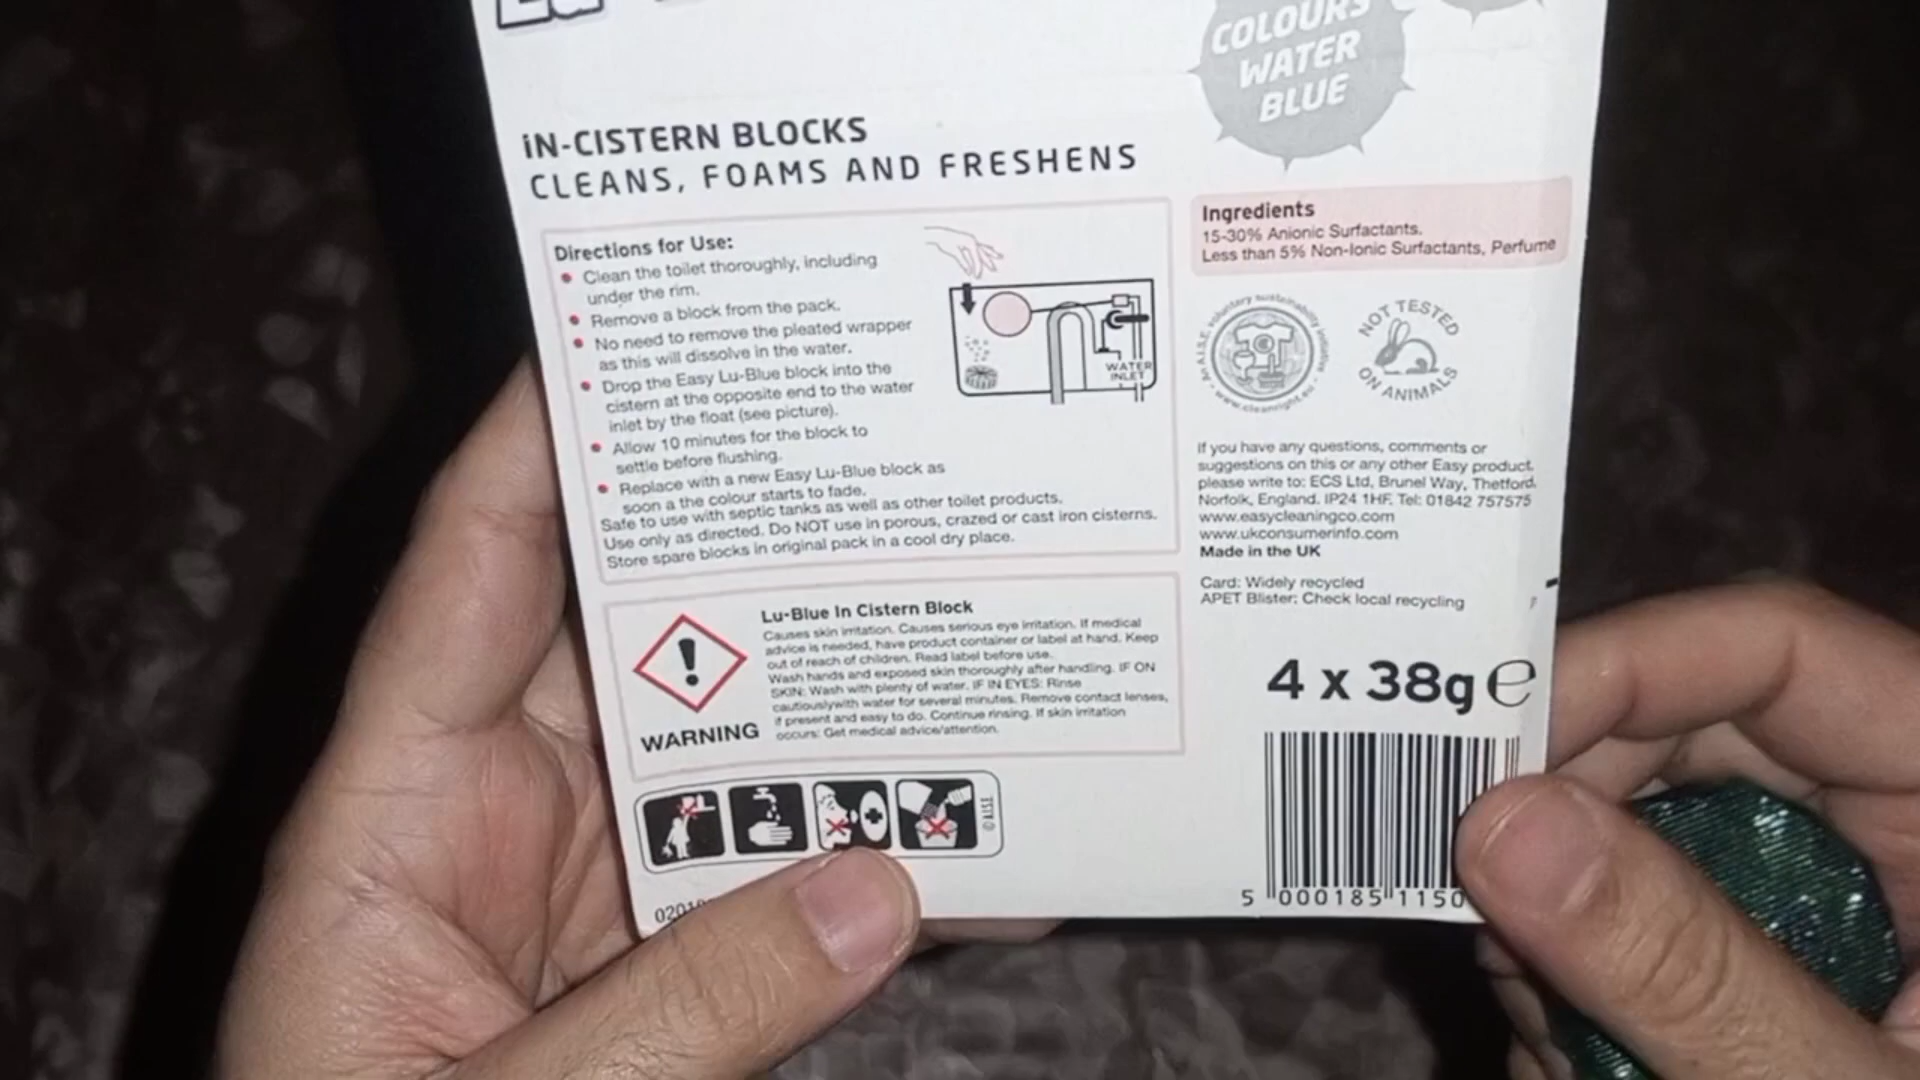 COLOURS
WATER
BLUE
iN-CISTERN BLOCKS
CLEANS, FOAMS AND FRESHENS
Directions for Use:
• Clean the toilet thoroughly, including
under the rim.
• Remove a block from the pack.
• No need to remove the pleated wrapper
as this will dissolve in the water.
• Drop the Easy Lu-Blue block into the
cistern at the opposite end to the water
inlet by the float (see picture).
• Allow 10 minutes for the block to
settle before flushing.
• Replace with a new Easy Lu-Blue block as
soon a the colour starts to fade.
Safe to use with septic tanks as well as other toilet products.
Use only as directed. Do NOT use in porous, crazed or cast iron cisterns.
Store spare blocks in original pack in a cool dry place.
WATER
INLET
Lu-Blue In Cistern Block
Causes skin irritation. Causes serious eye irritation. If medical
advice is needed, have product container or label at hand. Keep
out of reach of children. Read label before use.
Wash hands and exposed skin thoroughly after handling. IF ON
SKIN: Wash with plenty of water. IF IN EYES: Rinse
cautiouslywith water for several minutes. Remove contact lenses,
if present and easy to do. Continue rinsing. If skin irritation
occurs: Get medical advice/attention.
WARNING
© A.I.S.E.
Ingredients
15-30% Anionic Surfactants.
Less than 5% Non-Ionic Surfactants, Perfume
An A.I.S.E. voluntary sustainability initiative
www.cleanright.eu
NOT TESTED
ON ANIMALS
If you have any questions, comments or
suggestions on this or any other Easy product,
please write to: ECS Ltd, Brunel Way, Thetford,
Norfolk, England. IP24 1HF. Tel: 01842 757575
www.easycleaningco.com
www.ukconsumerinfo.com
Made in the UK
Card: Widely recycled
APET Blister: Check local recycling
4 x 38g e
5 000185 1150